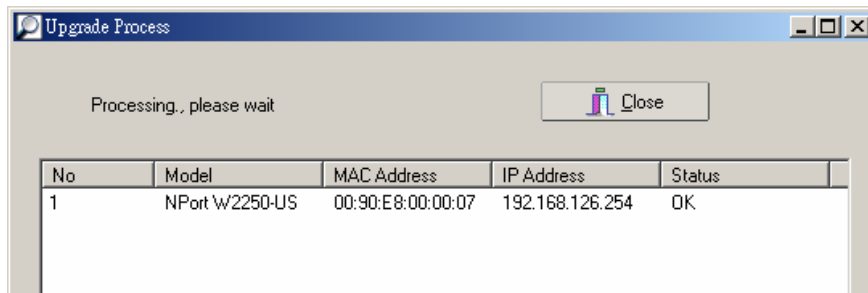 Upgrade Process
Processing., please wait
Close
No Model MAC Address IP Address Status
1 NPort W2250-US 00:90:E8:00:00:07 192.168.126.254 OK